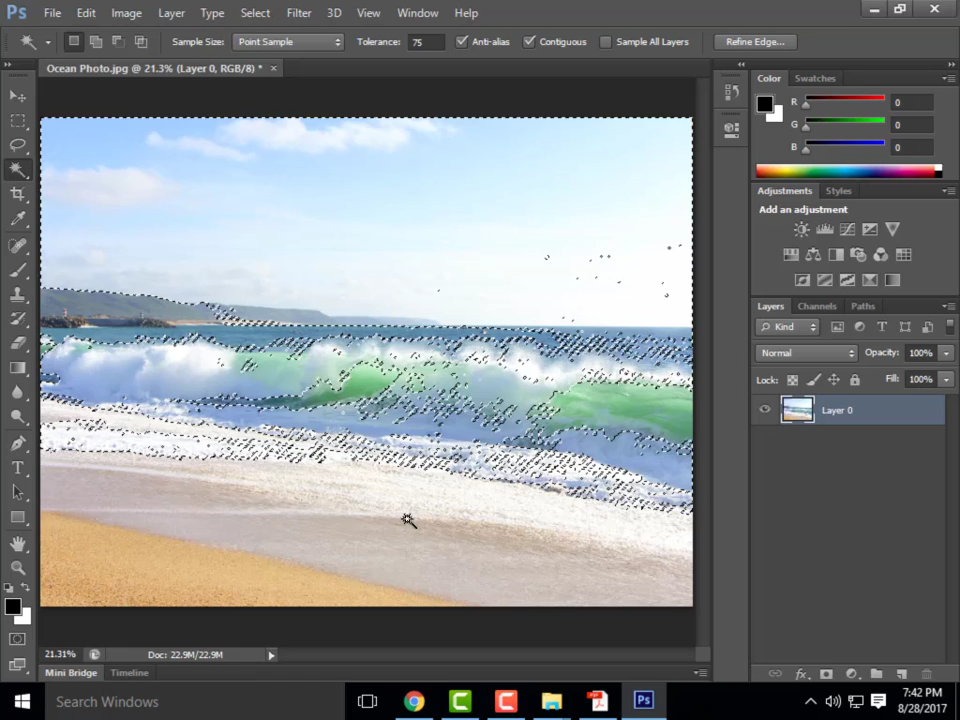 Ps File Edit Image Layer Type Select Filter 3D View Window Help
Sample Size: Point Sample Tolerance: 75 Anti-alias Contiguous Sample All Layers Refine Edge...
Ocean Photo.jpg @ 21.3% (Layer 0, RGB/8) * ×
Color Swatches
R 0
G 0
B 0
Adjustments Styles
Add an adjustment
Layers Channels Paths
Kind
Normal Opacity: 100%
Lock: Fill: 100%
Layer 0
21.31% Doc: 22.9M/22.9M
Mini Bridge Timeline
Search Windows
Ps
7:42 PM
8/28/2017